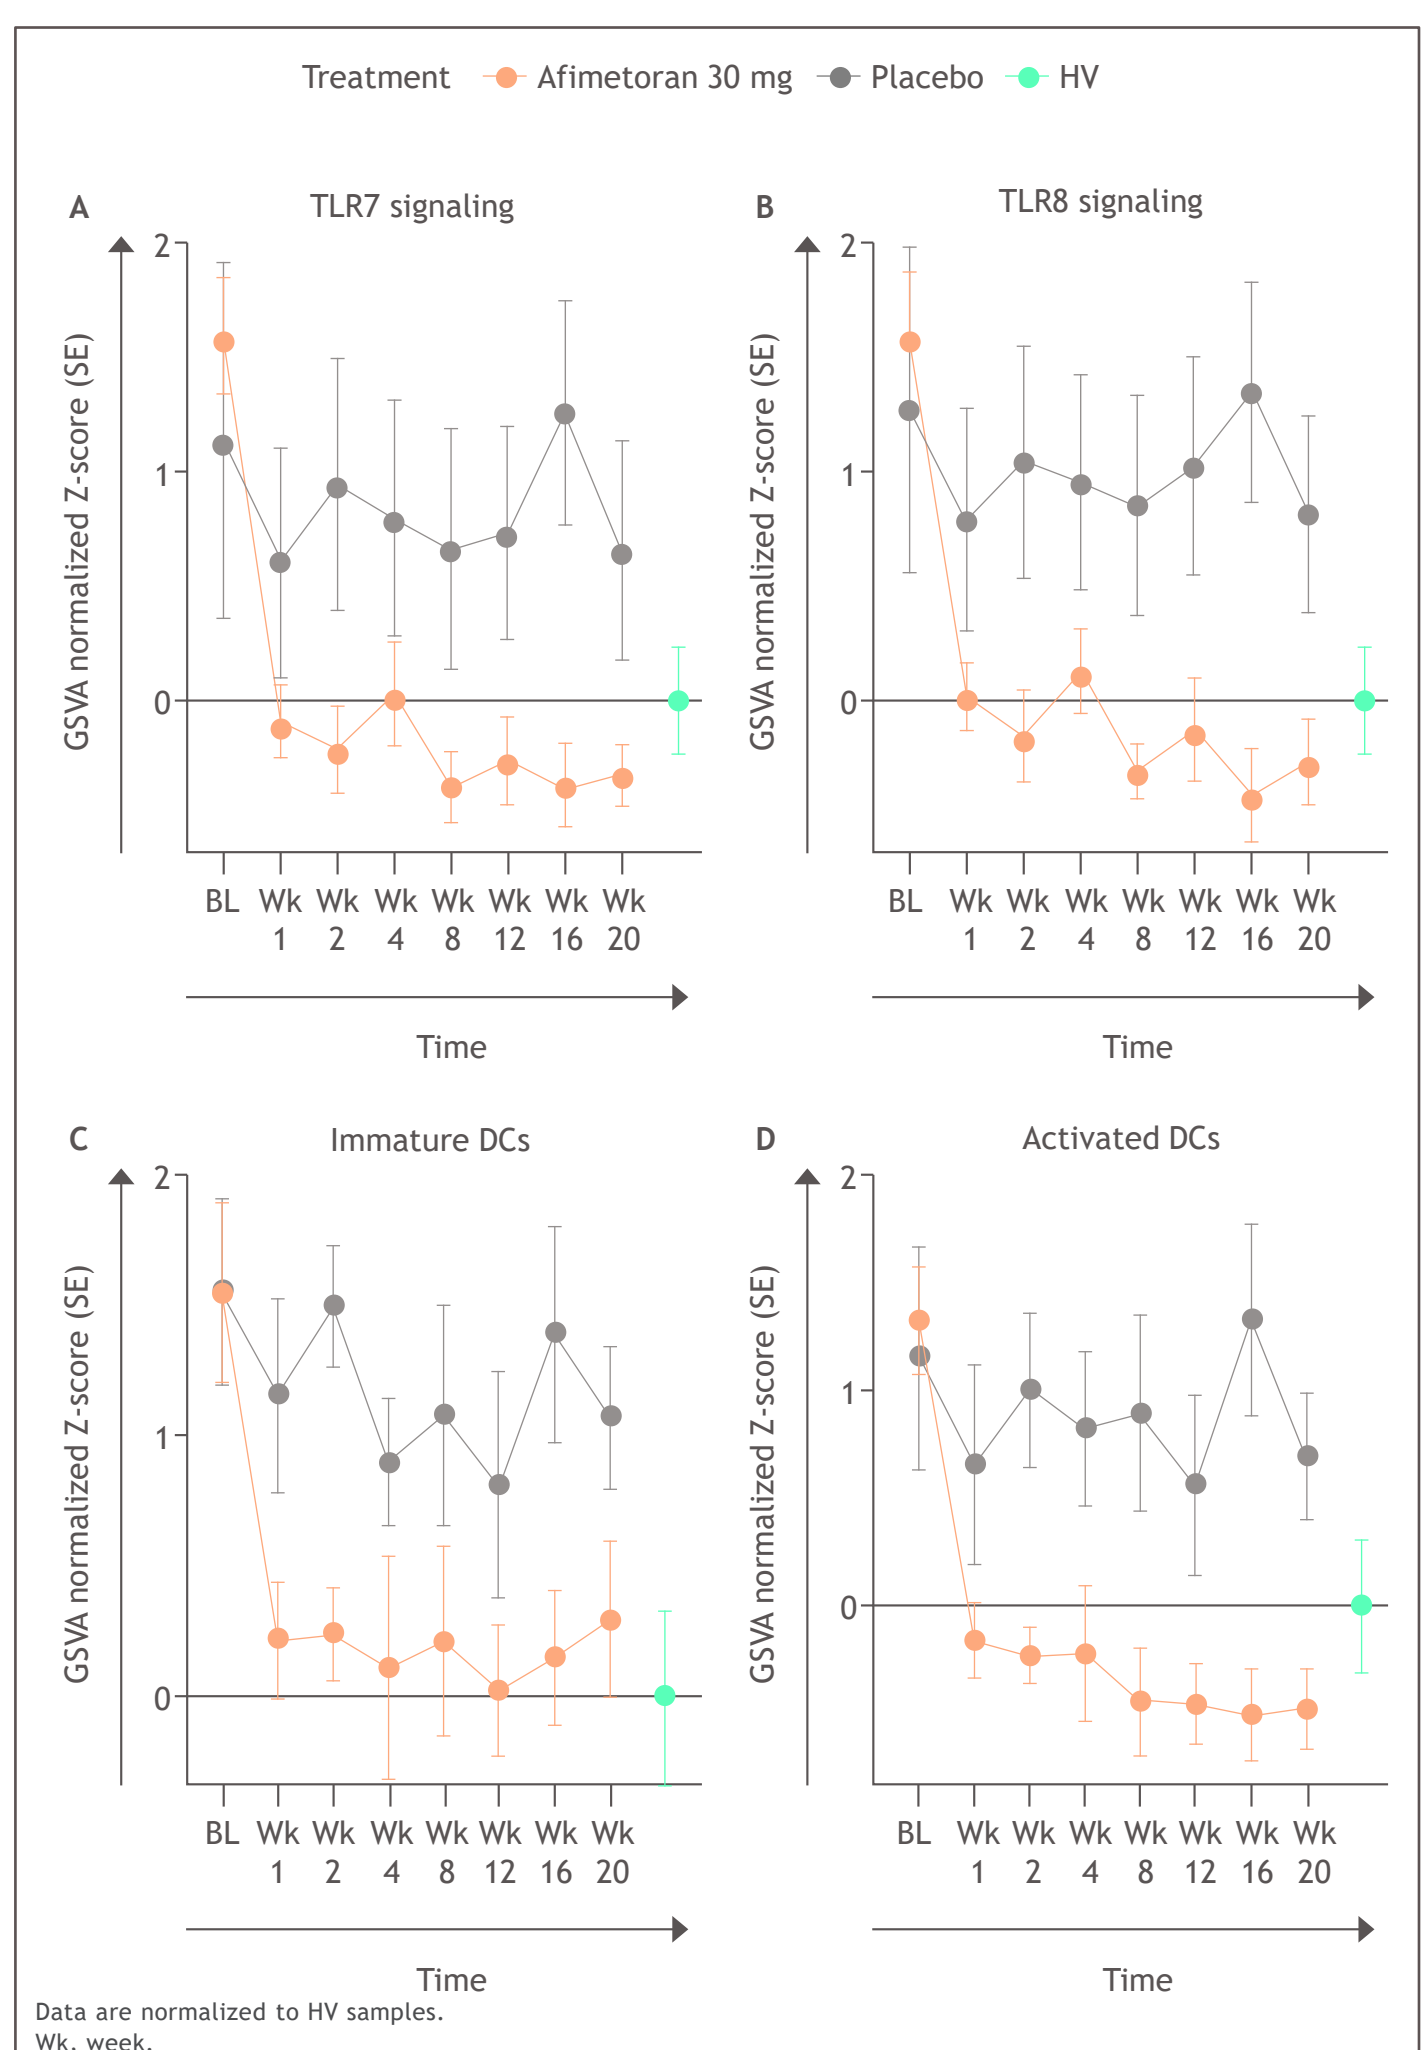 Treatment Afimetoran 30 mg Placebo HV
A TLR7 signaling
GSVA normalized Z-score (SE)
2
1
0
BL Wk Wk Wk Wk Wk Wk Wk
1 2 4 8 12 16 20
Time
B TLR8 signaling
GSVA normalized Z-score (SE)
2
1
0
BL Wk Wk Wk Wk Wk Wk Wk
1 2 4 8 12 16 20
Time
C Immature DCs
GSVA normalized Z-score (SE)
2
1
0
BL Wk Wk Wk Wk Wk Wk Wk
1 2 4 8 12 16 20
Time
D Activated DCs
GSVA normalized Z-score (SE)
2
1
0
BL Wk Wk Wk Wk Wk Wk Wk
1 2 4 8 12 16 20
Time
Data are normalized to HV samples.
Wk, week.